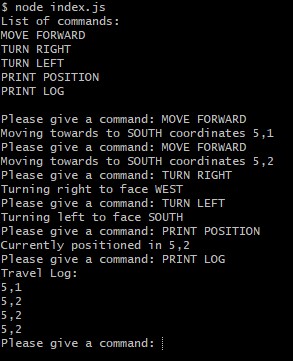 $ node index.js
List of commands:
MOVE FORWARD
TURN RIGHT
TURN LEFT
PRINT POSITION
PRINT LOG
Please give a command: MOVE FORWARD
Moving towards to SOUTH coordinates 5,1
Please give a command: MOVE FORWARD
Moving towards to SOUTH coordinates 5,2
Please give a command: TURN RIGHT
Turning right to face WEST
Please give a command: TURN LEFT
Turning left to face SOUTH
Please give a command: PRINT POSITION
Currently positioned in 5,2
Please give a command: PRINT LOG
Travel Log:
5,1
5,2
5,2
5,2
Please give a command: